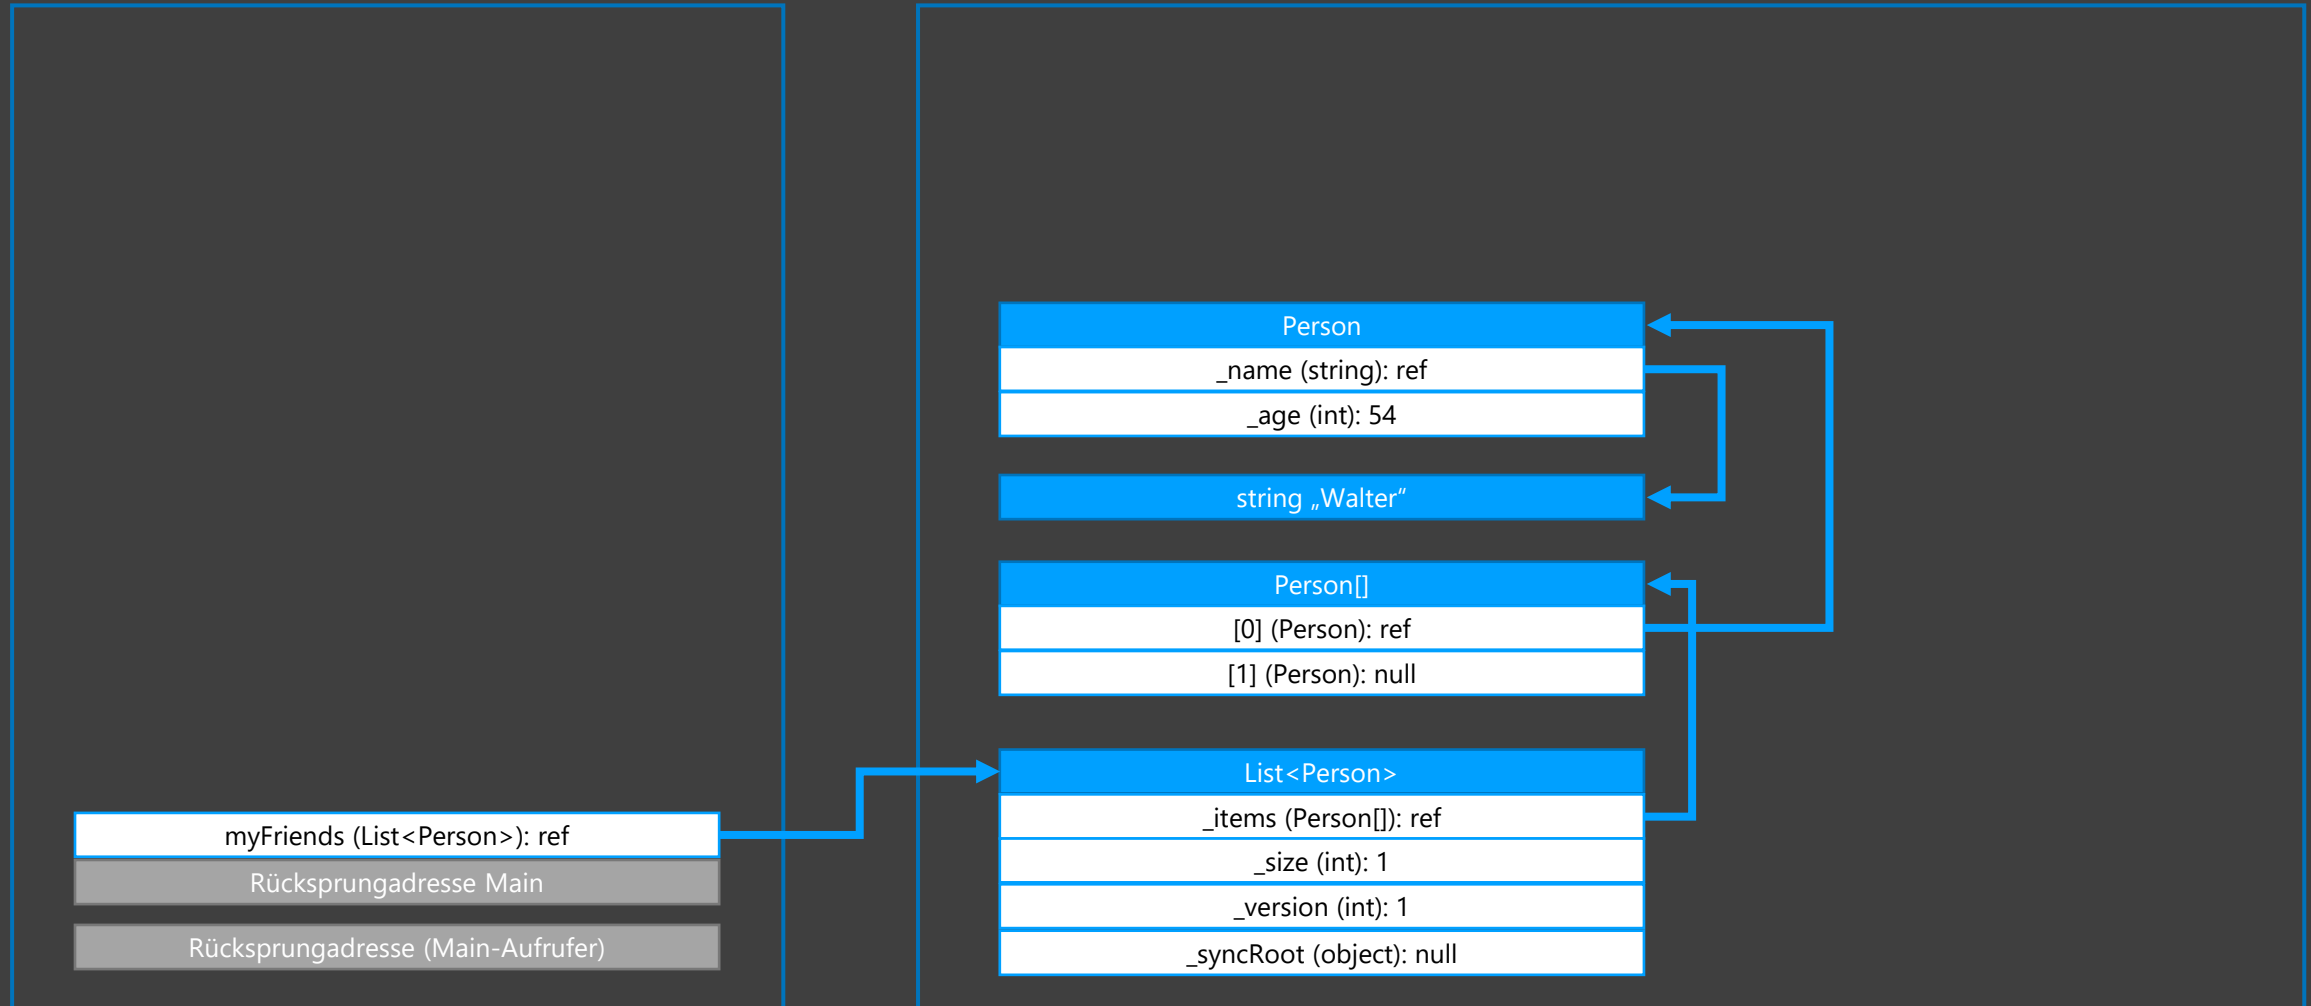 myFriends (List<Person>): ref
Rücksprungadresse Main
Rücksprungadresse (Main-Aufrufer)
Person
_name (string): ref
_age (int): 54
string „Walter“
Person[]
[0] (Person): ref
[1] (Person): null
List<Person>
_items (Person[]): ref
_size (int): 1
_version (int): 1
_syncRoot (object): null